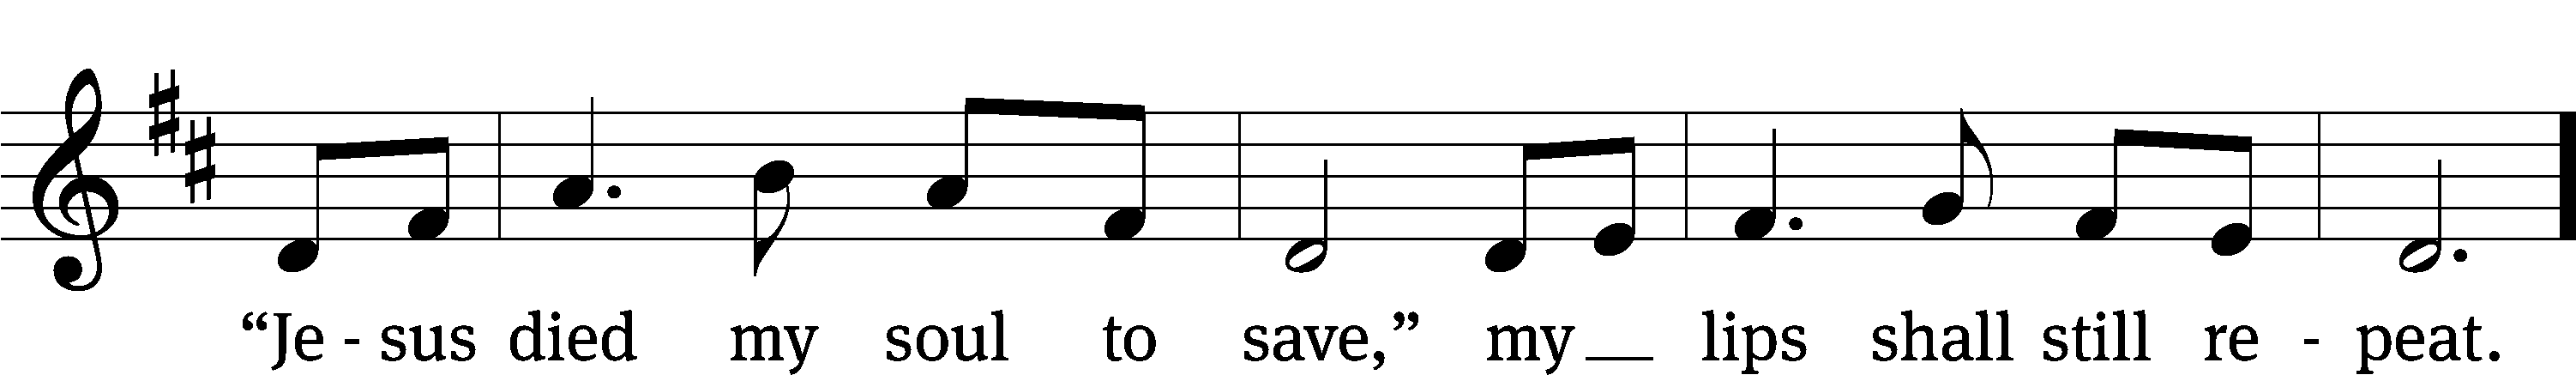 “Je - sus died my soul to save,” my __ lips shall still re - peat.